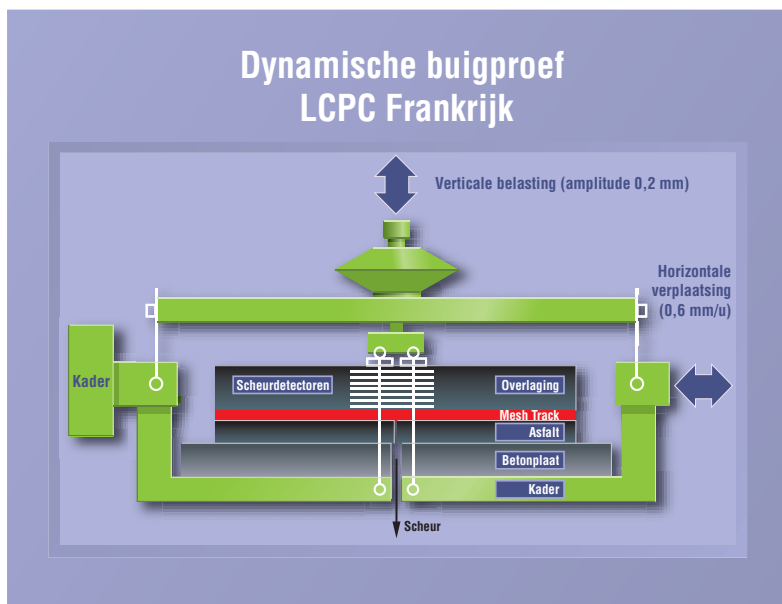 Dynamische buigproef
LCPC Frankrijk
Verticale belasting (amplitude 0,2 mm)
Horizontale
verplaatsing
(0,6 mm/u)
Kader
Scheurdetectoren
Overlaging
Mesh Track
Asfalt
Betonplaat
Kader
Scheur